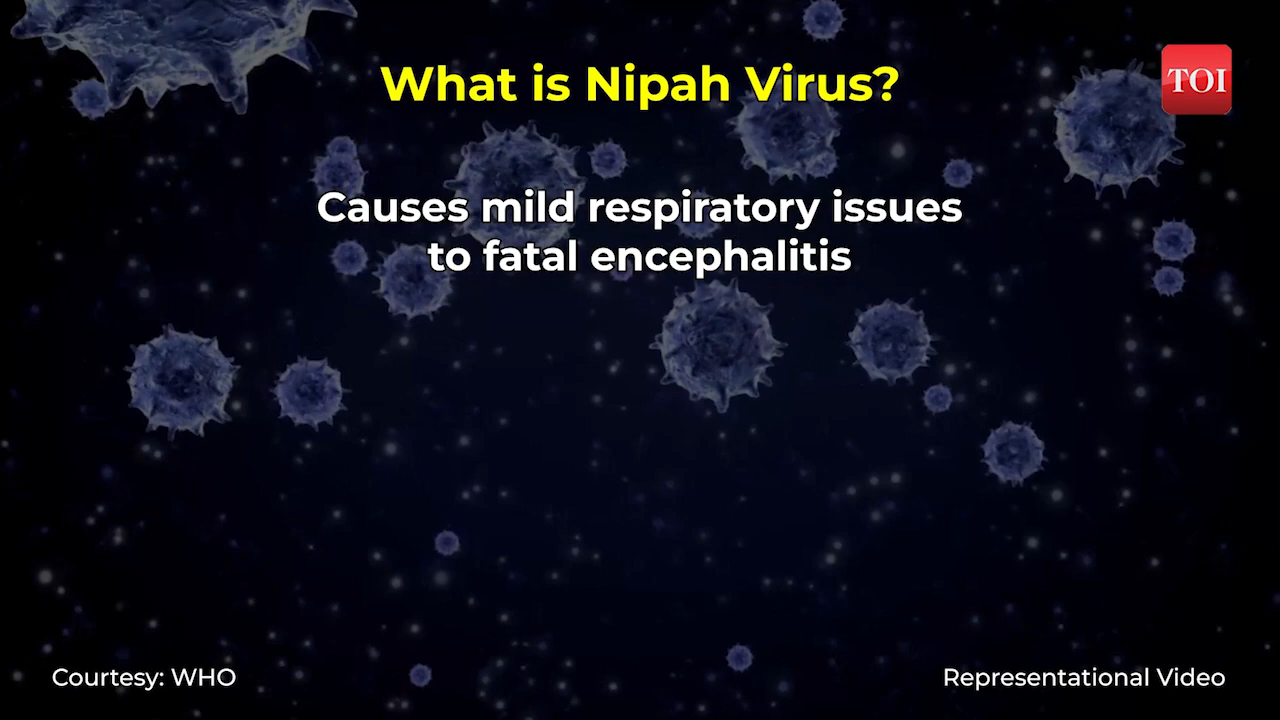 What is Nipah Virus?
TOI
Causes mild respiratory issues
to fatal encephalitis
Courtesy: WHO
Representational Video